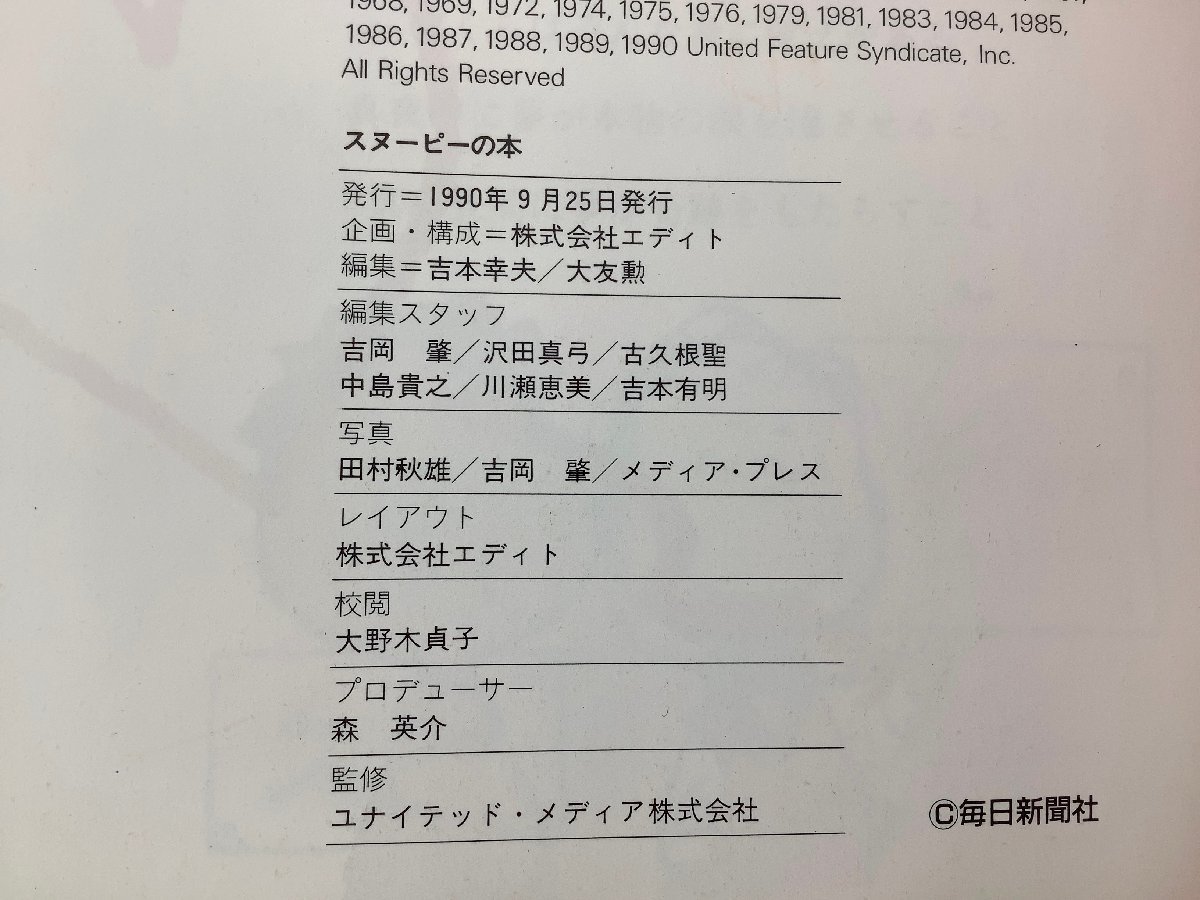 1968, 1969, 1972, 1974, 1975, 1976, 1979, 1981, 1983, 1984, 1985,
1986, 1987, 1988, 1989, 1990 United Feature Syndicate, Inc.
All Rights Reserved
スヌーピーの本
発行＝1990年9月25日発行
企画・構成＝株式会社エディト
編集＝吉本幸夫／大友勲
編集スタッフ
吉岡　肇／沢田真弓／古久根聖
中島貴之／川瀬恵美／吉本有明
写真
田村秋雄／吉岡　肇／メディア・プレス
レイアウト
株式会社エディト
校閲
大野木貞子
プロデューサー
森　英介
監修
ユナイテッド・メディア株式会社
©毎日新聞社